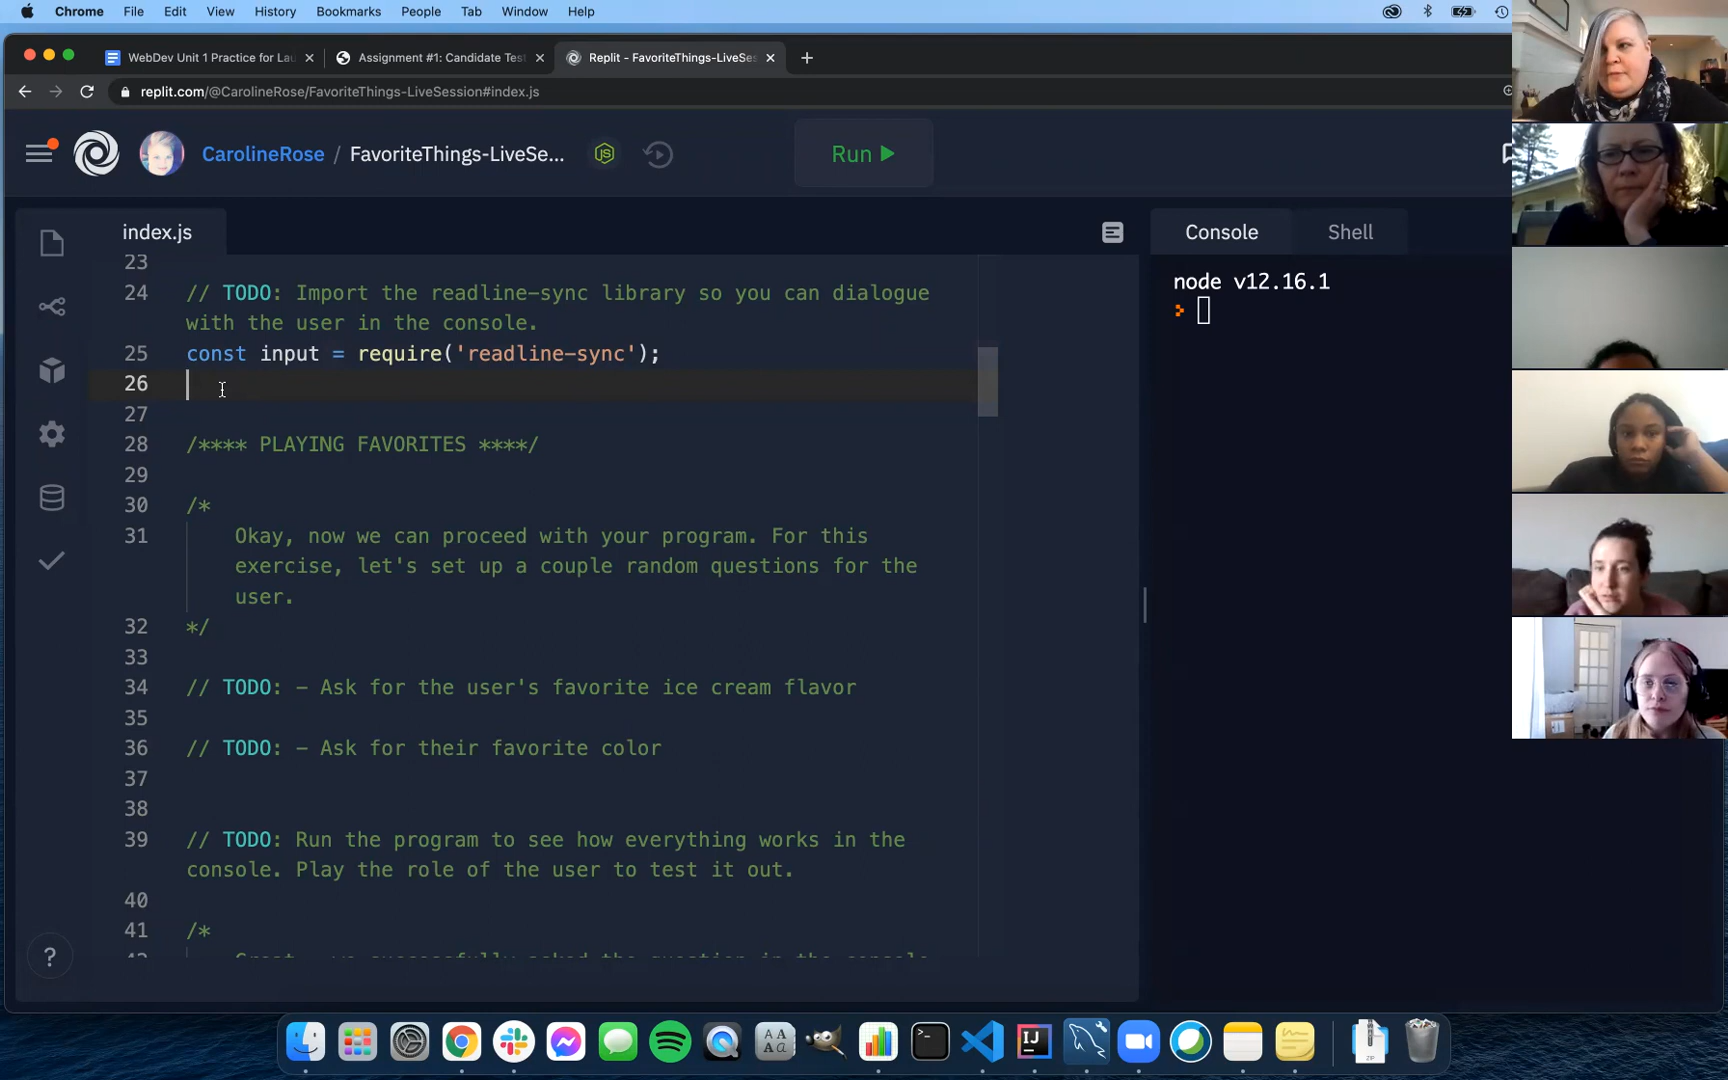 Chrome File Edit View History Bookmarks People Tab Window Help
WebDev Unit 1 Practice for La
Assignment #1: Candidate Test
Replit - FavoriteThings-LiveSe
replit.com/@CarolineRose/FavoriteThings-LiveSession#index.js
CarolineRose / FavoriteThings-LiveSe...
JS
Run
index.js
Console
Shell
node v12.16.1
23
24 // TODO: Import the readline-sync library so you can dialogue
with the user in the console.
25 const input = require('readline-sync');
26
27
28 /**** PLAYING FAVORITES ****/
29
30 /*
31 Okay, now we can proceed with your program. For this
exercise, let's set up a couple random questions for the
user.
32 */
33
34 // TODO: - Ask for the user's favorite ice cream flavor
35
36 // TODO: - Ask for their favorite color
37
38
39 // TODO: Run the program to see how everything works in the
console. Play the role of the user to test it out.
40
41 /*
?
IJ
ZIP